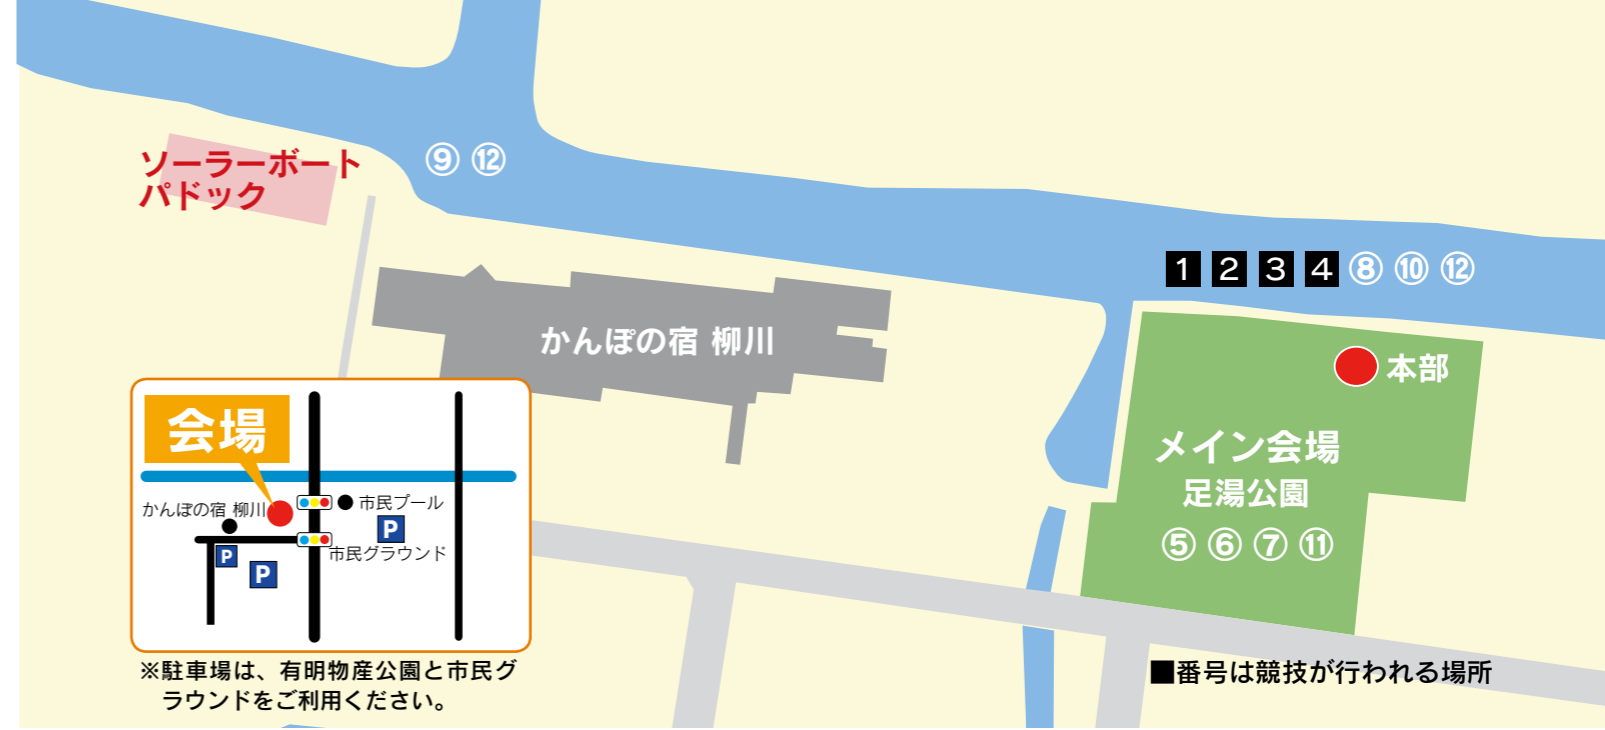 ソーラーボート
パドック
⑨ ⑫
1 2 3 4 ⑧ ⑩ ⑫
かんぽの宿 柳川
本部
メイン会場
足湯公園
⑤ ⑥ ⑦ ⑪
会場
市民プール
かんぽの宿 柳川
P
市民グラウンド
P
P
※駐車場は、有明物産公園と市民グ
ラウンドをご利用ください。
■番号は競技が行われる場所